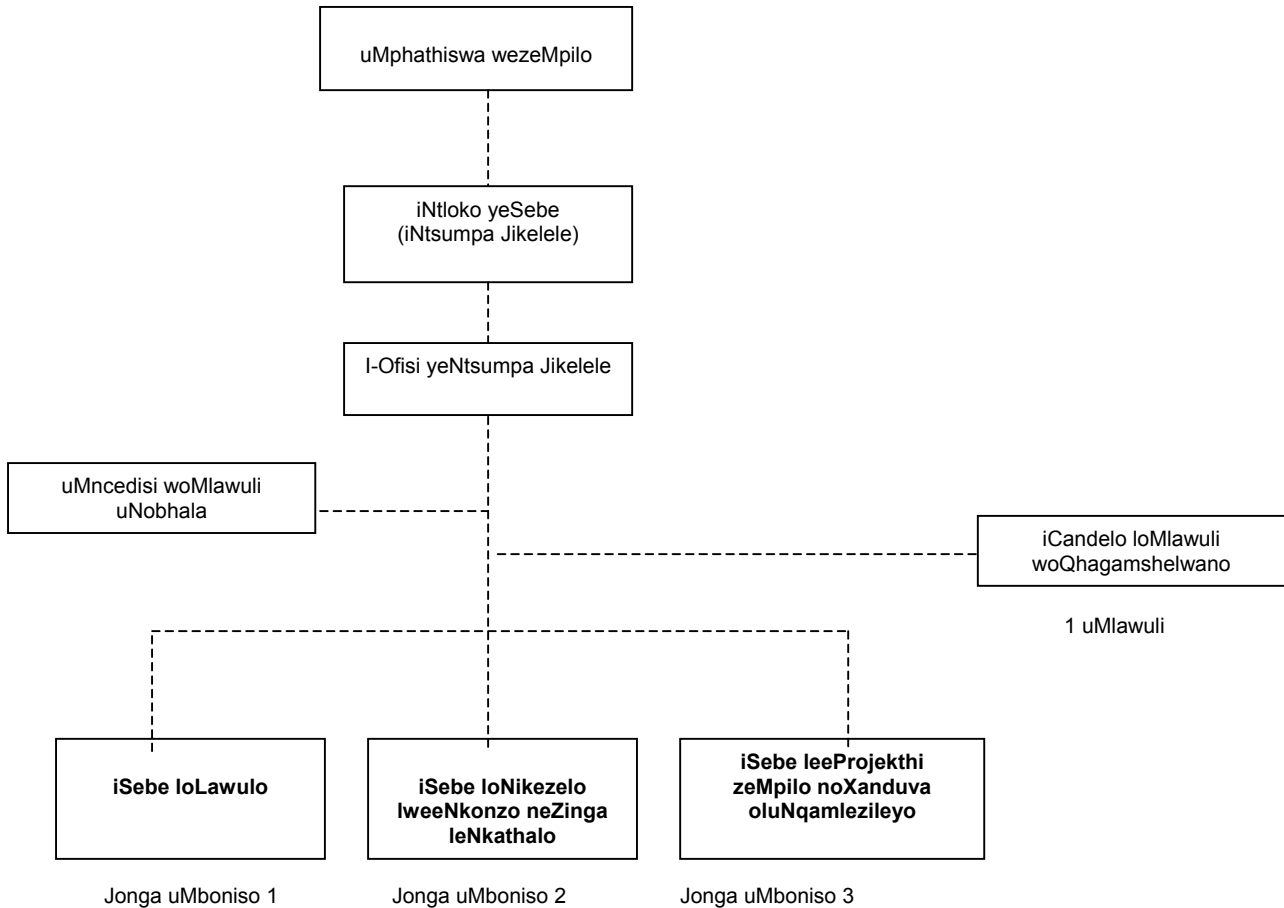 uMphathiswa wezeMpilo
iNtloko yeSebe
(iNtsumpa Jikelele)
I-Ofisi yeNtsumpa Jikelele
uMncedisi woMlawuli
uNobhala
iCandelo loMlawuli
woQhagamshelwano
1 uMlawuli
iSebe loLawulo
iSebe loNikezelo
lweeNkonzo neZinga
leNkathalo
iSebe leeProjekthi
zeMpilo noXanduva
oluNqamlezileyo
Jonga uMboniso 1
Jonga uMboniso 2
Jonga uMboniso 3